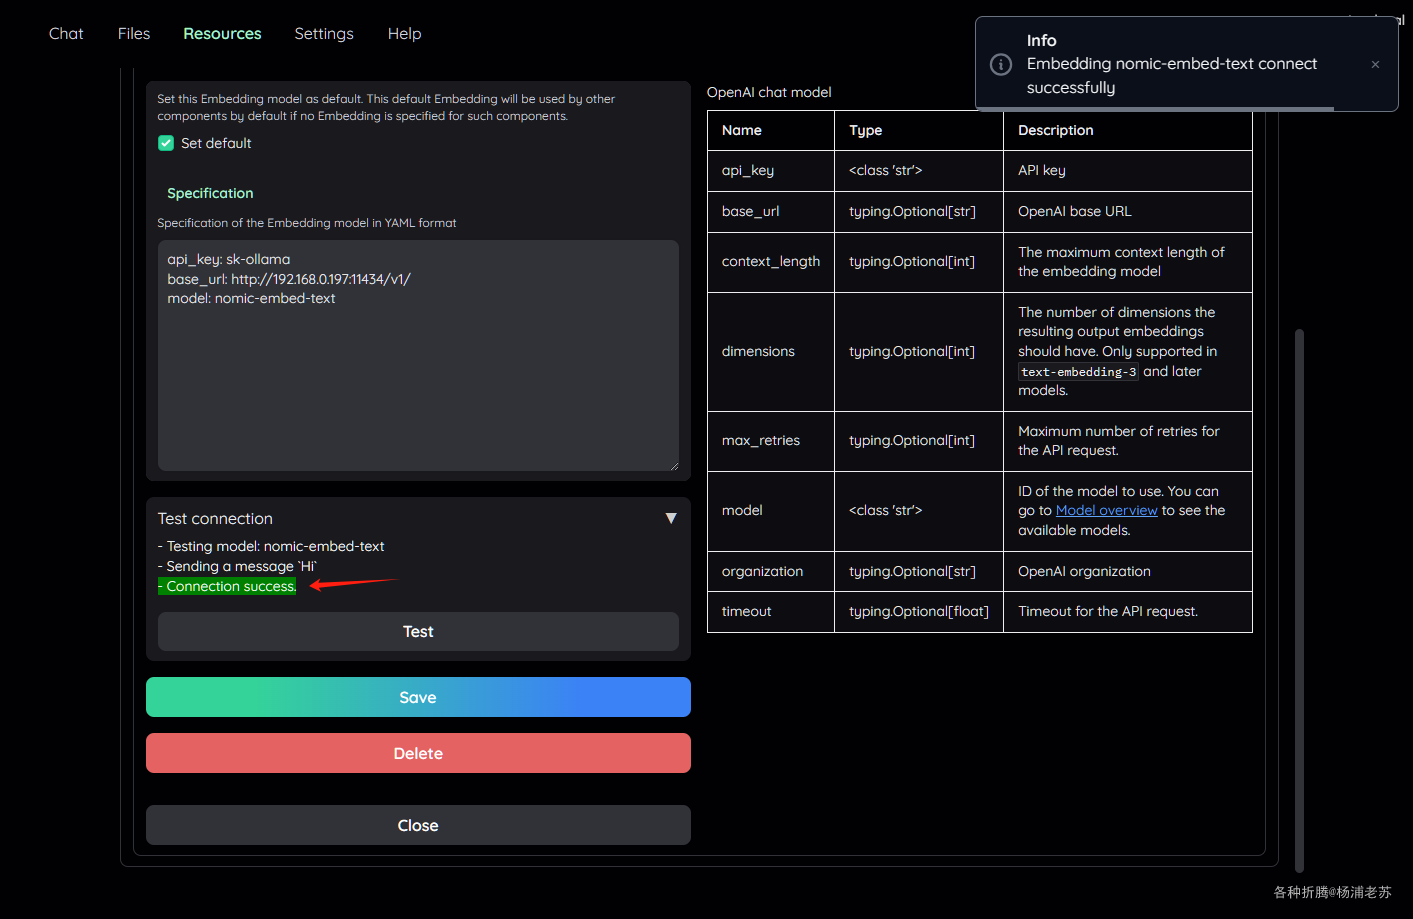 Chat
Files
Resources
Settings
Help
Info
Embedding nomic-embed-text connect
successfully
Set this Embedding model as default. This default Embedding will be used by other
components by default if no Embedding is specified for such components.
Set default
Specification
Specification of the Embedding model in YAML format
api_key: sk-ollama
base_url: http://192.168.0.197:11434/v1/
model: nomic-embed-text
Test connection
- Testing model: nomic-embed-text
- Sending a message `Hi`
- Connection success.
Test
Save
Delete
Close
OpenAI chat model
Name Type Description
api_key <class 'str'> API key
base_url typing.Optional[str] OpenAI base URL
context_length typing.Optional[int] The maximum context length of
the embedding model
dimensions typing.Optional[int] The number of dimensions the
resulting output embeddings
should have. Only supported in
text-embedding-3 and later
models.
max_retries typing.Optional[int] Maximum number of retries for
the API request.
model <class 'str'> ID of the model to use. You can
go to Model overview to see the
available models.
organization typing.Optional[str] OpenAI organization
timeout typing.Optional[float] Timeout for the API request.
各种折腾@杨浦老苏